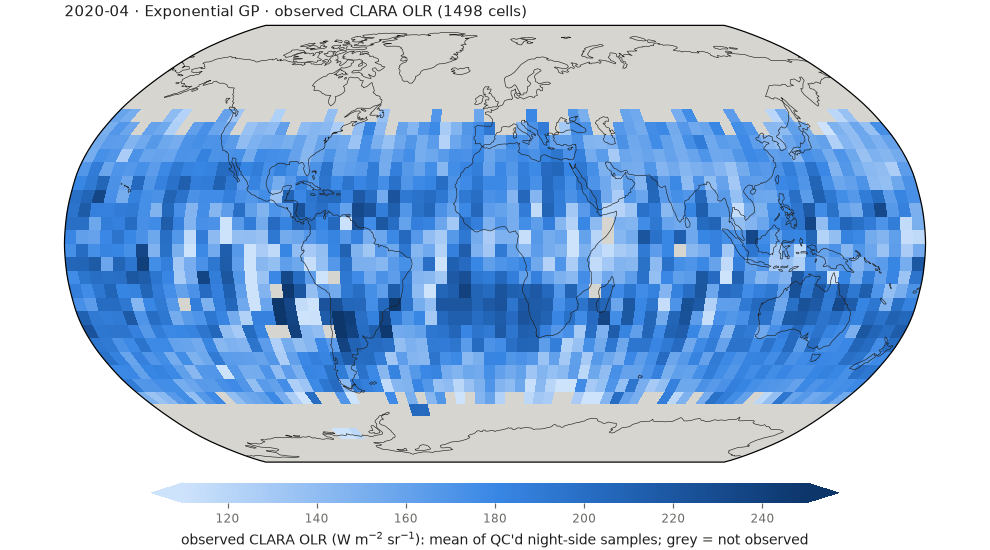 2020-04 · Exponential GP · observed CLARA OLR (1498 cells)
120 140 160 180 200 220 240
observed CLARA OLR (W m⁻² sr⁻¹): mean of QC'd night-side samples; grey = not observed